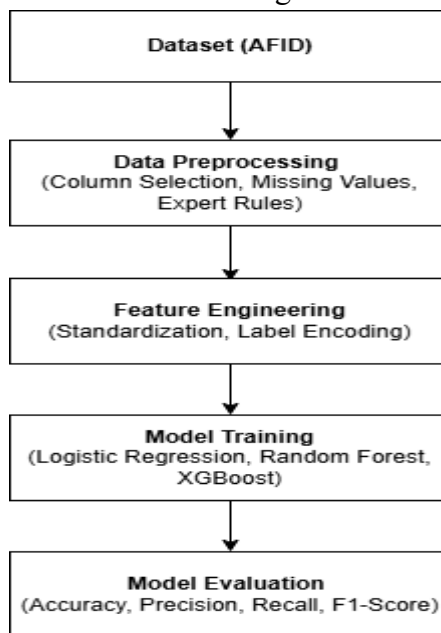 Dataset (AFID)
Data Preprocessing
(Column Selection, Missing Values,
Expert Rules)
Feature Engineering
(Standardization, Label Encoding)
Model Training
(Logistic Regression, Random Forest,
XGBoost)
Model Evaluation
(Accuracy, Precision, Recall, F1-Score)